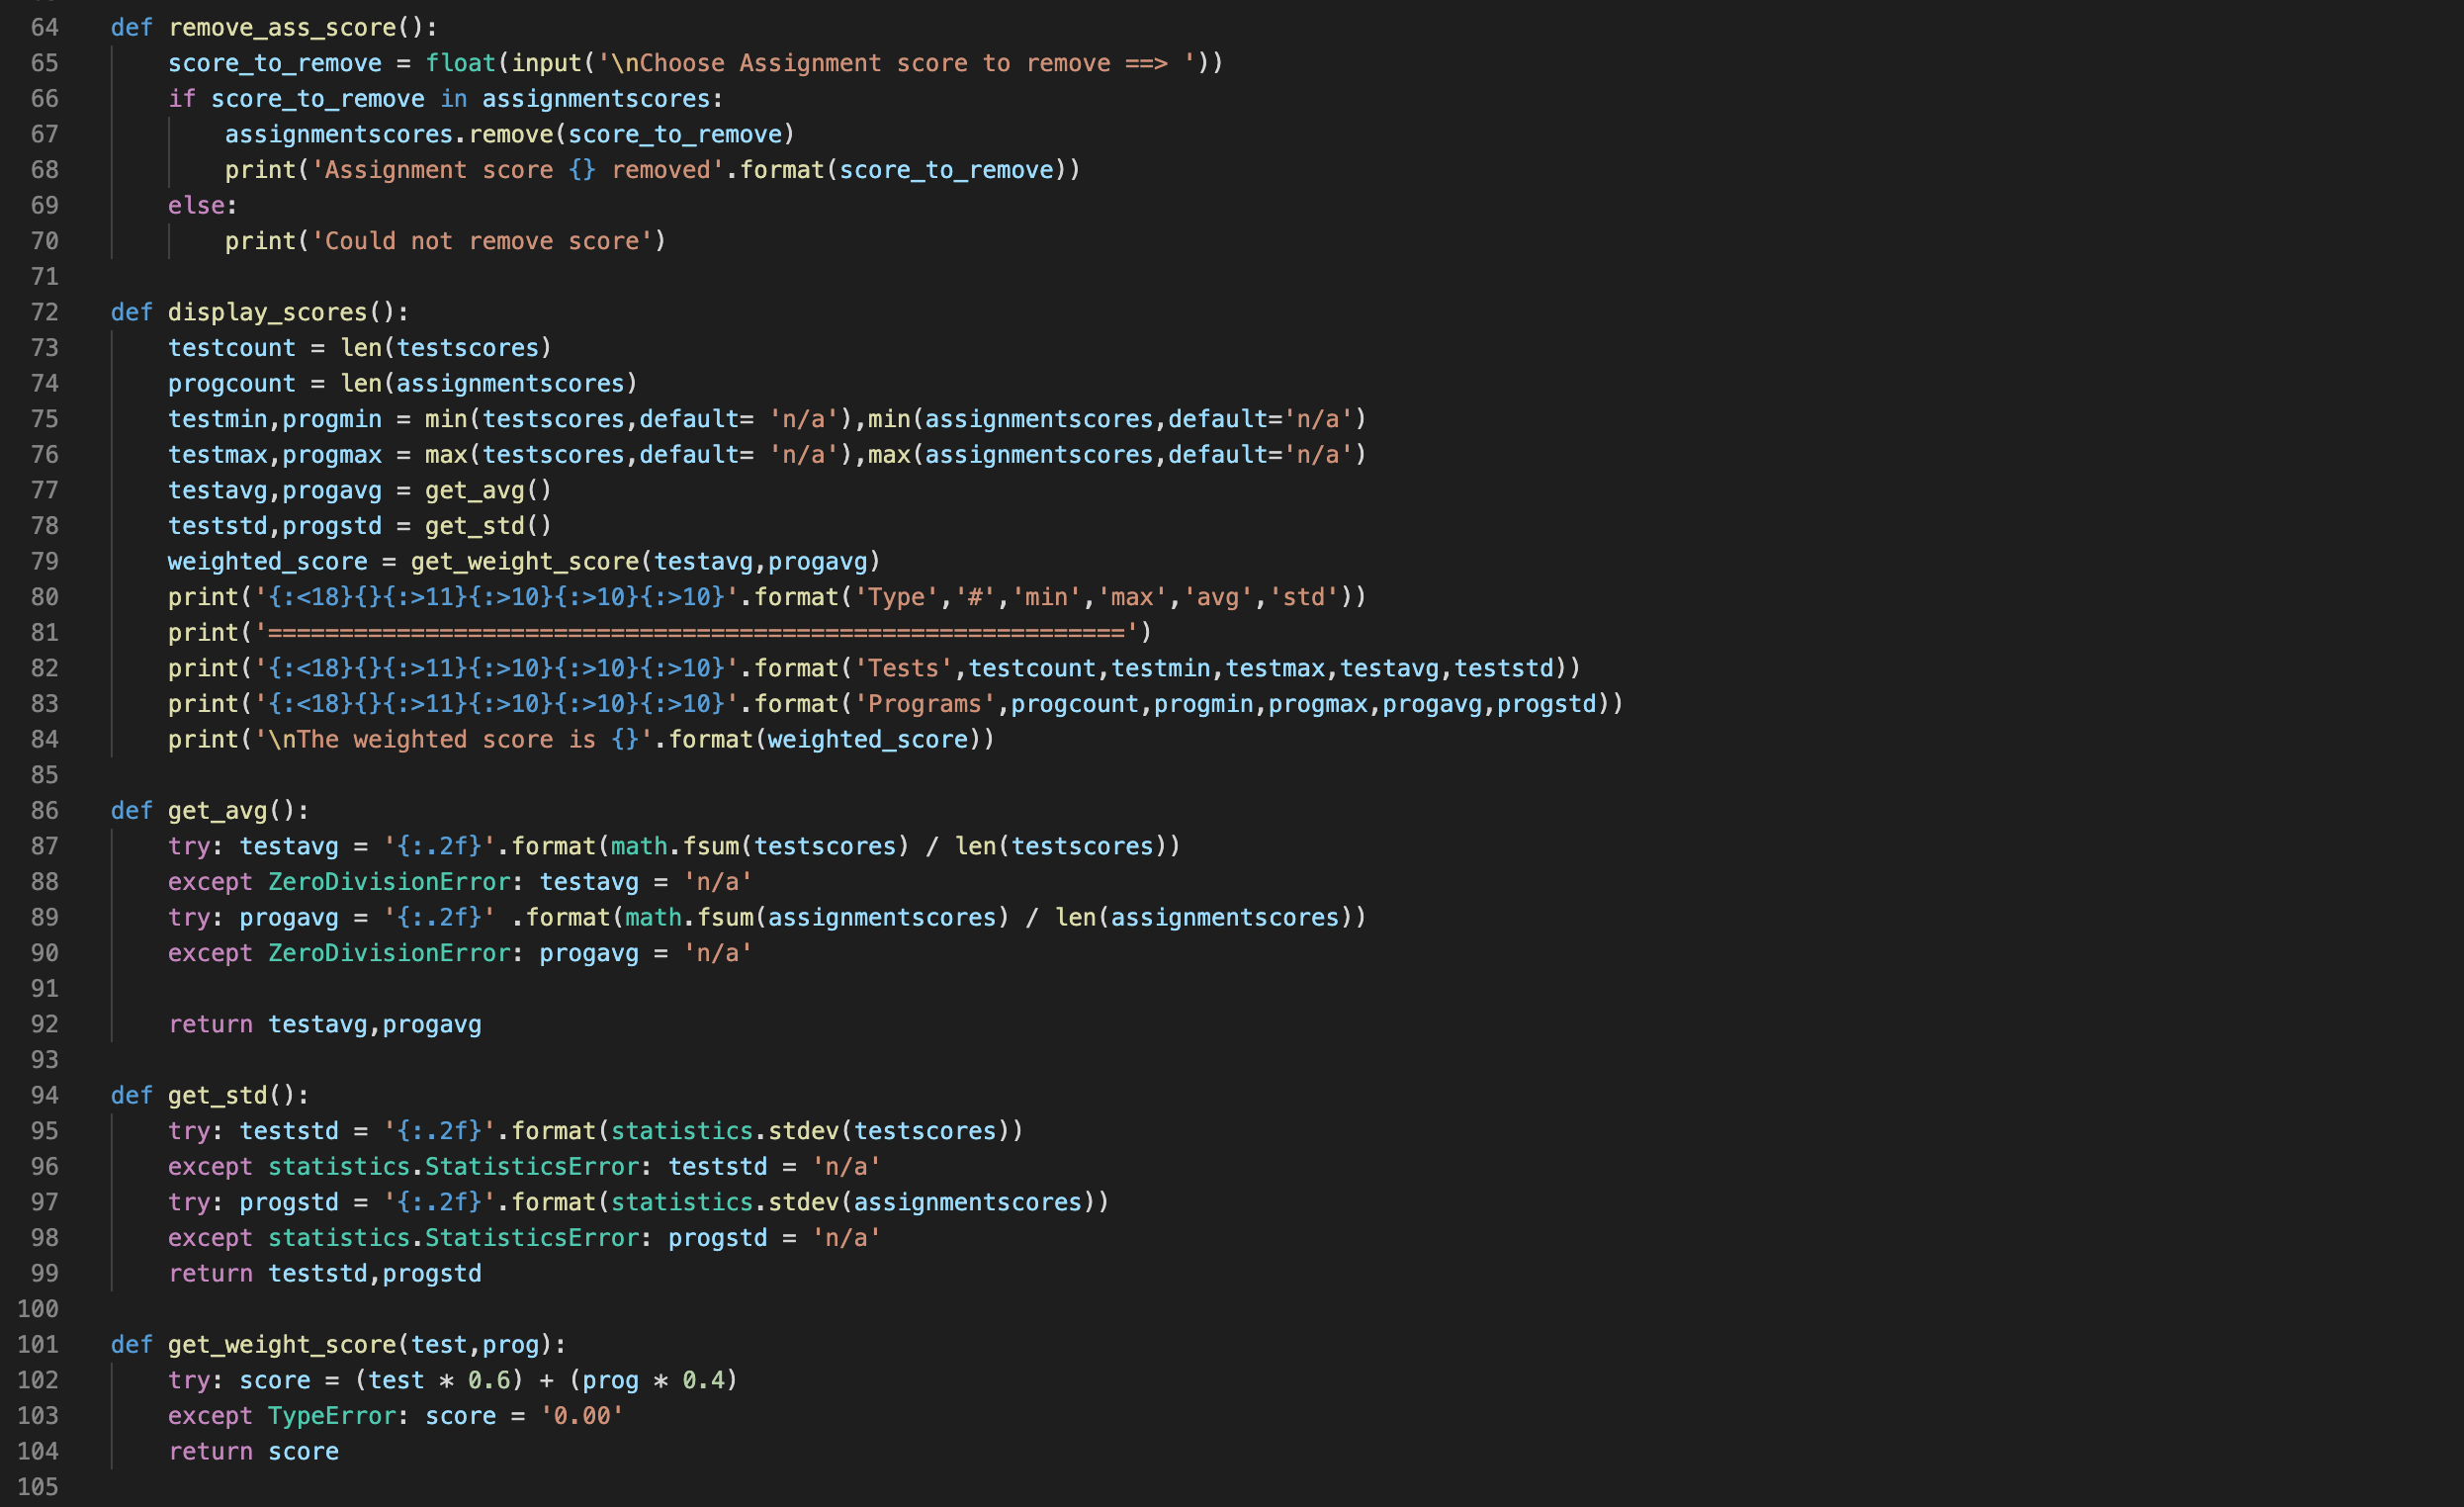 64 def remove_ass_score():
65     score_to_remove = float(input('\nChoose Assignment score to remove ==> '))
66     if score_to_remove in assignmentscores:
67         assignmentscores.remove(score_to_remove)
68         print('Assignment score {} removed'.format(score_to_remove))
69     else:
70         print('Could not remove score')
71
72 def display_scores():
73     testcount = len(testscores)
74     progcount = len(assignmentscores)
75     testmin,progmin = min(testscores,default= 'n/a'),min(assignmentscores,default='n/a')
76     testmax,progmax = max(testscores,default= 'n/a'),max(assignmentscores,default='n/a')
77     testavg,progavg = get_avg()
78     teststd,progstd = get_std()
79     weighted_score = get_weight_score(testavg,progavg)
80     print('{:<18}{}{:>11}{:>10}{:>10}{:>10}'.format('Type','#','min','max','avg','std'))
81     print('============================================================')
82     print('{:<18}{}{:>11}{:>10}{:>10}{:>10}'.format('Tests',testcount,testmin,testmax,testavg,teststd))
83     print('{:<18}{}{:>11}{:>10}{:>10}{:>10}'.format('Programs',progcount,progmin,progmax,progavg,progstd))
84     print('\nThe weighted score is {}'.format(weighted_score))
85
86 def get_avg():
87     try: testavg = '{:.2f}'.format(math.fsum(testscores) / len(testscores))
88     except ZeroDivisionError: testavg = 'n/a'
89     try: progavg = '{:.2f}' .format(math.fsum(assignmentscores) / len(assignmentscores))
90     except ZeroDivisionError: progavg = 'n/a'
91
92     return testavg,progavg
93
94 def get_std():
95     try: teststd = '{:.2f}'.format(statistics.stdev(testscores))
96     except statistics.StatisticsError: teststd = 'n/a'
97     try: progstd = '{:.2f}'.format(statistics.stdev(assignmentscores))
98     except statistics.StatisticsError: progstd = 'n/a'
99     return teststd,progstd
100
101 def get_weight_score(test,prog):
102     try: score = (test * 0.6) + (prog * 0.4)
103     except TypeError: score = '0.00'
104     return score
105